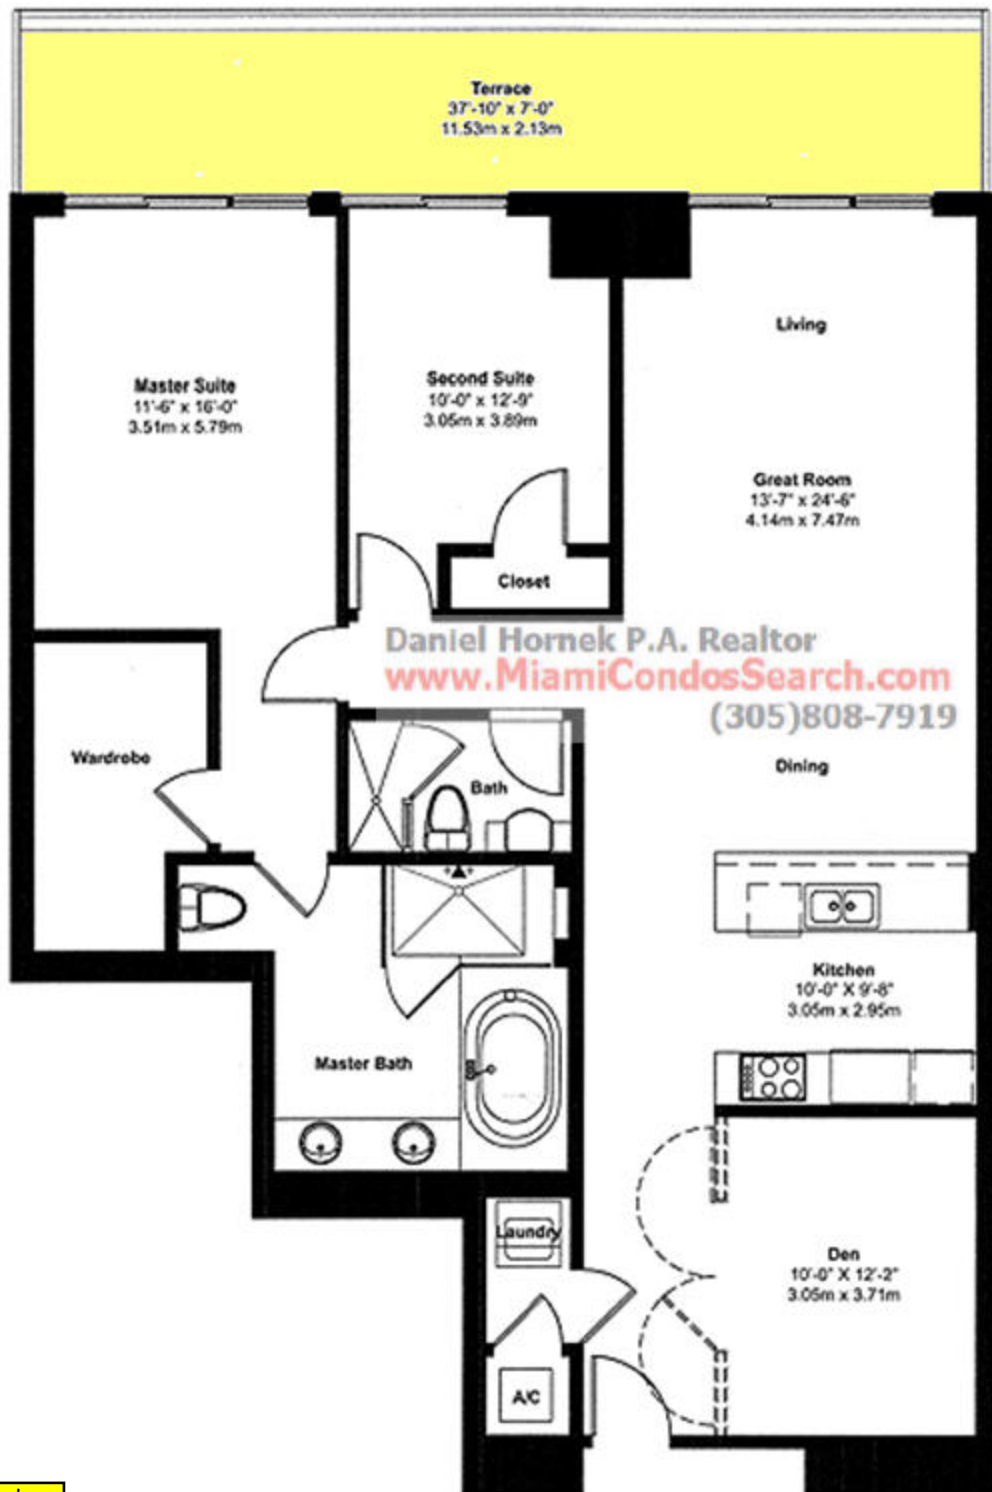 Terrace
37'-10" x 7'-0"
11.53m x 2.13m
Living
Master Suite
11'-6" x 16'-0"
3.51m x 5.79m
Second Suite
10'-0" x 12'-9"
3.05m x 3.89m
Great Room
13'-7" x 24'-6"
4.14m x 7.47m
Closet
Daniel Hornek P.A. Realtor
www.MiamiCondosSearch.com
(305)808-7919
Wardrobe
Dining
Bath
Kitchen
10'-0" X 9'-8"
3.05m x 2.95m
Master Bath
Laundry
Den
10'-0" X 12'-2"
3.05m x 3.71m
A/C